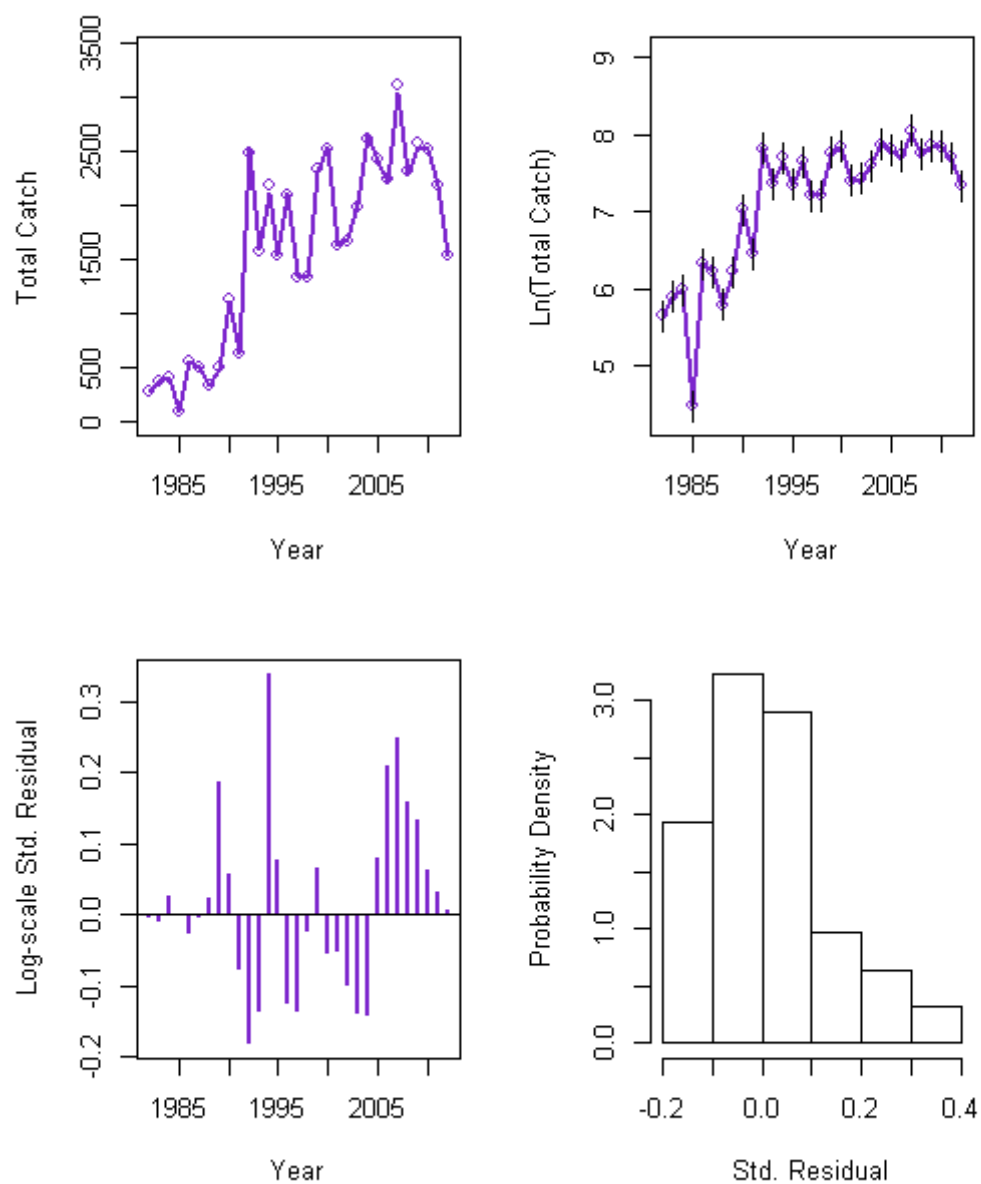 Total Catch
3500
2500
1500
500
0
1985 1995 2005
Year
Ln(Total Catch)
9
8
7
6
5
1985 1995 2005
Year
Log-scale Std. Residual
0.3
0.2
0.1
0.0
-0.1
-0.2
1985 1995 2005
Year
Probability Density
3.0
2.0
1.0
0.0
-0.2 0.0 0.2 0.4
Std. Residual